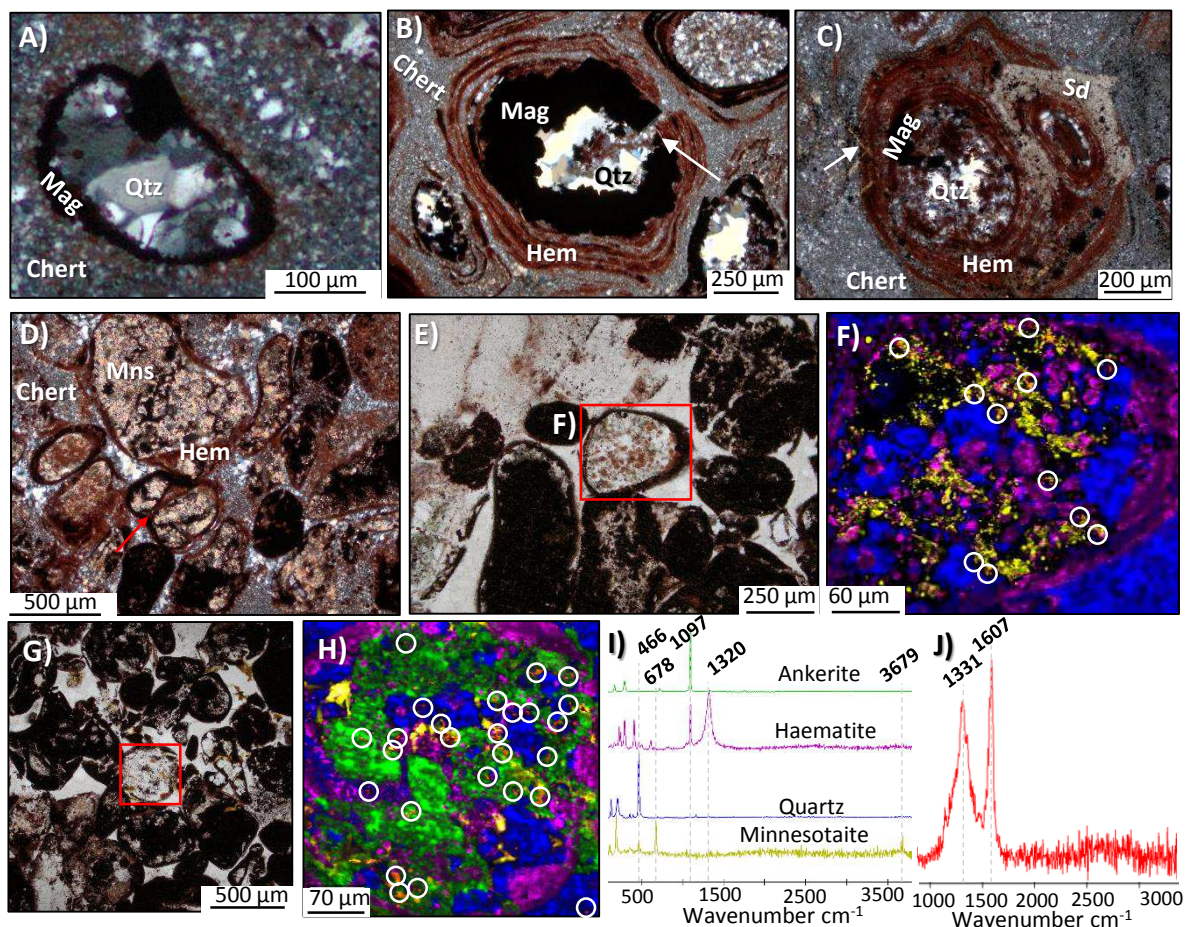 A)
Mag
Qtz
Chert
100 µm
B)
Chert
Mag
Qtz
Hem
250 µm
C)
Sd
Mag
Qtz
Hem
Chert
200 µm
D)
Mns
Chert
Hem
500 µm
E)
F)
250 µm
F)
60 µm
G)
500 µm
H)
70 µm
I)
466
678
1097
1320
3679
Ankerite
Haematite
Quartz
Minnesotaite
500 1500 2500 3500
Wavenumber cm-1
J)
1331
1607
1000 1500 2000 2500 3000
Wavenumber cm-1